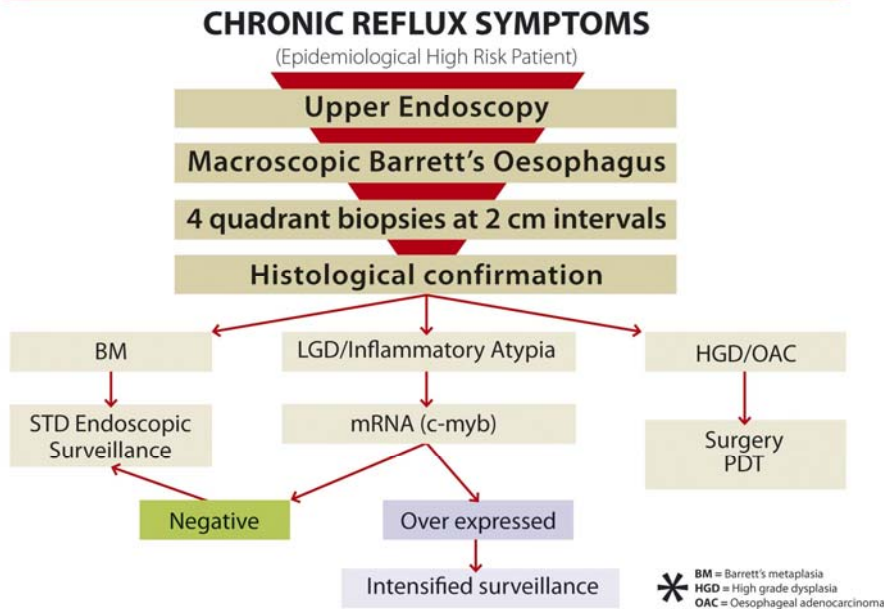 CHRONIC REFLUX SYMPTOMS
(Epidemiological High Risk Patient)
Upper Endoscopy
Macroscopic Barrett's Oesophagus
4 quadrant biopsies at 2 cm intervals
Histological confirmation
BM
LGD/Inflammatory Atypia
HGD/OAC
STD Endoscopic
Surveillance
mRNA (c-myb)
Surgery
PDT
Negative
Over expressed
Intensified surveillance
* BM = Barrett's metaplasia
HGD = High grade dysplasia
OAC = Oesophageal adenocarcinoma